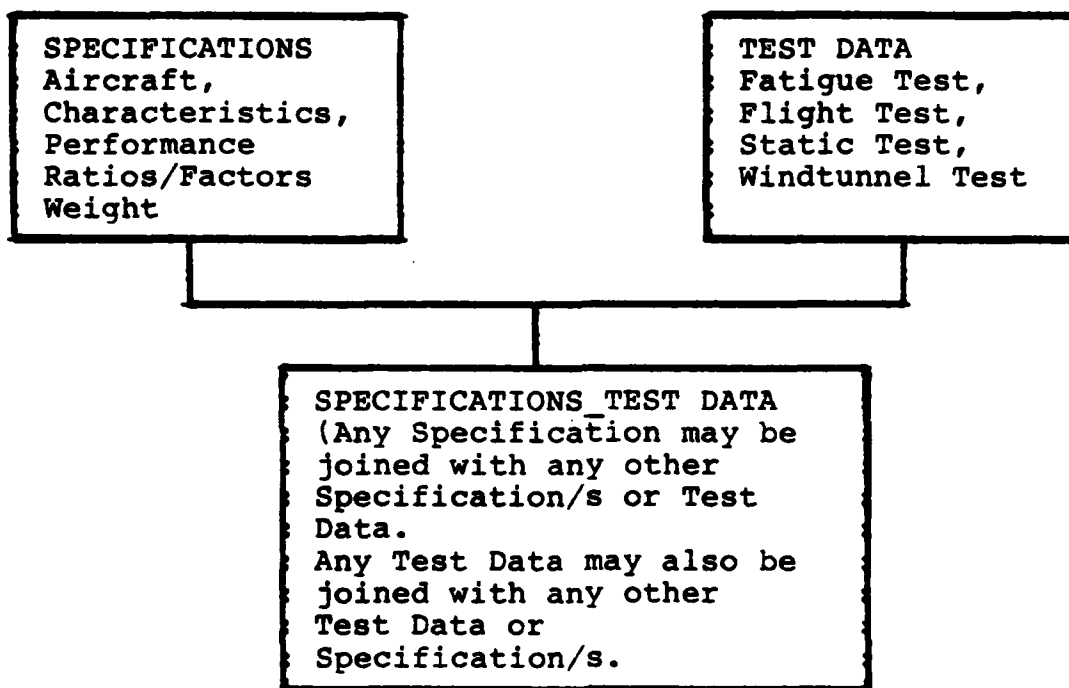 SPECIFICATIONS
Aircraft,
Characteristics,
Performance
Ratios/Factors
Weight
TEST DATA
Fatigue Test,
Flight Test,
Static Test,
Windtunnel Test
SPECIFICATIONS_TEST DATA
(Any Specification may be
joined with any other
Specification/s or Test
Data.
Any Test Data may also be
joined with any other
Test Data or
Specification/s.